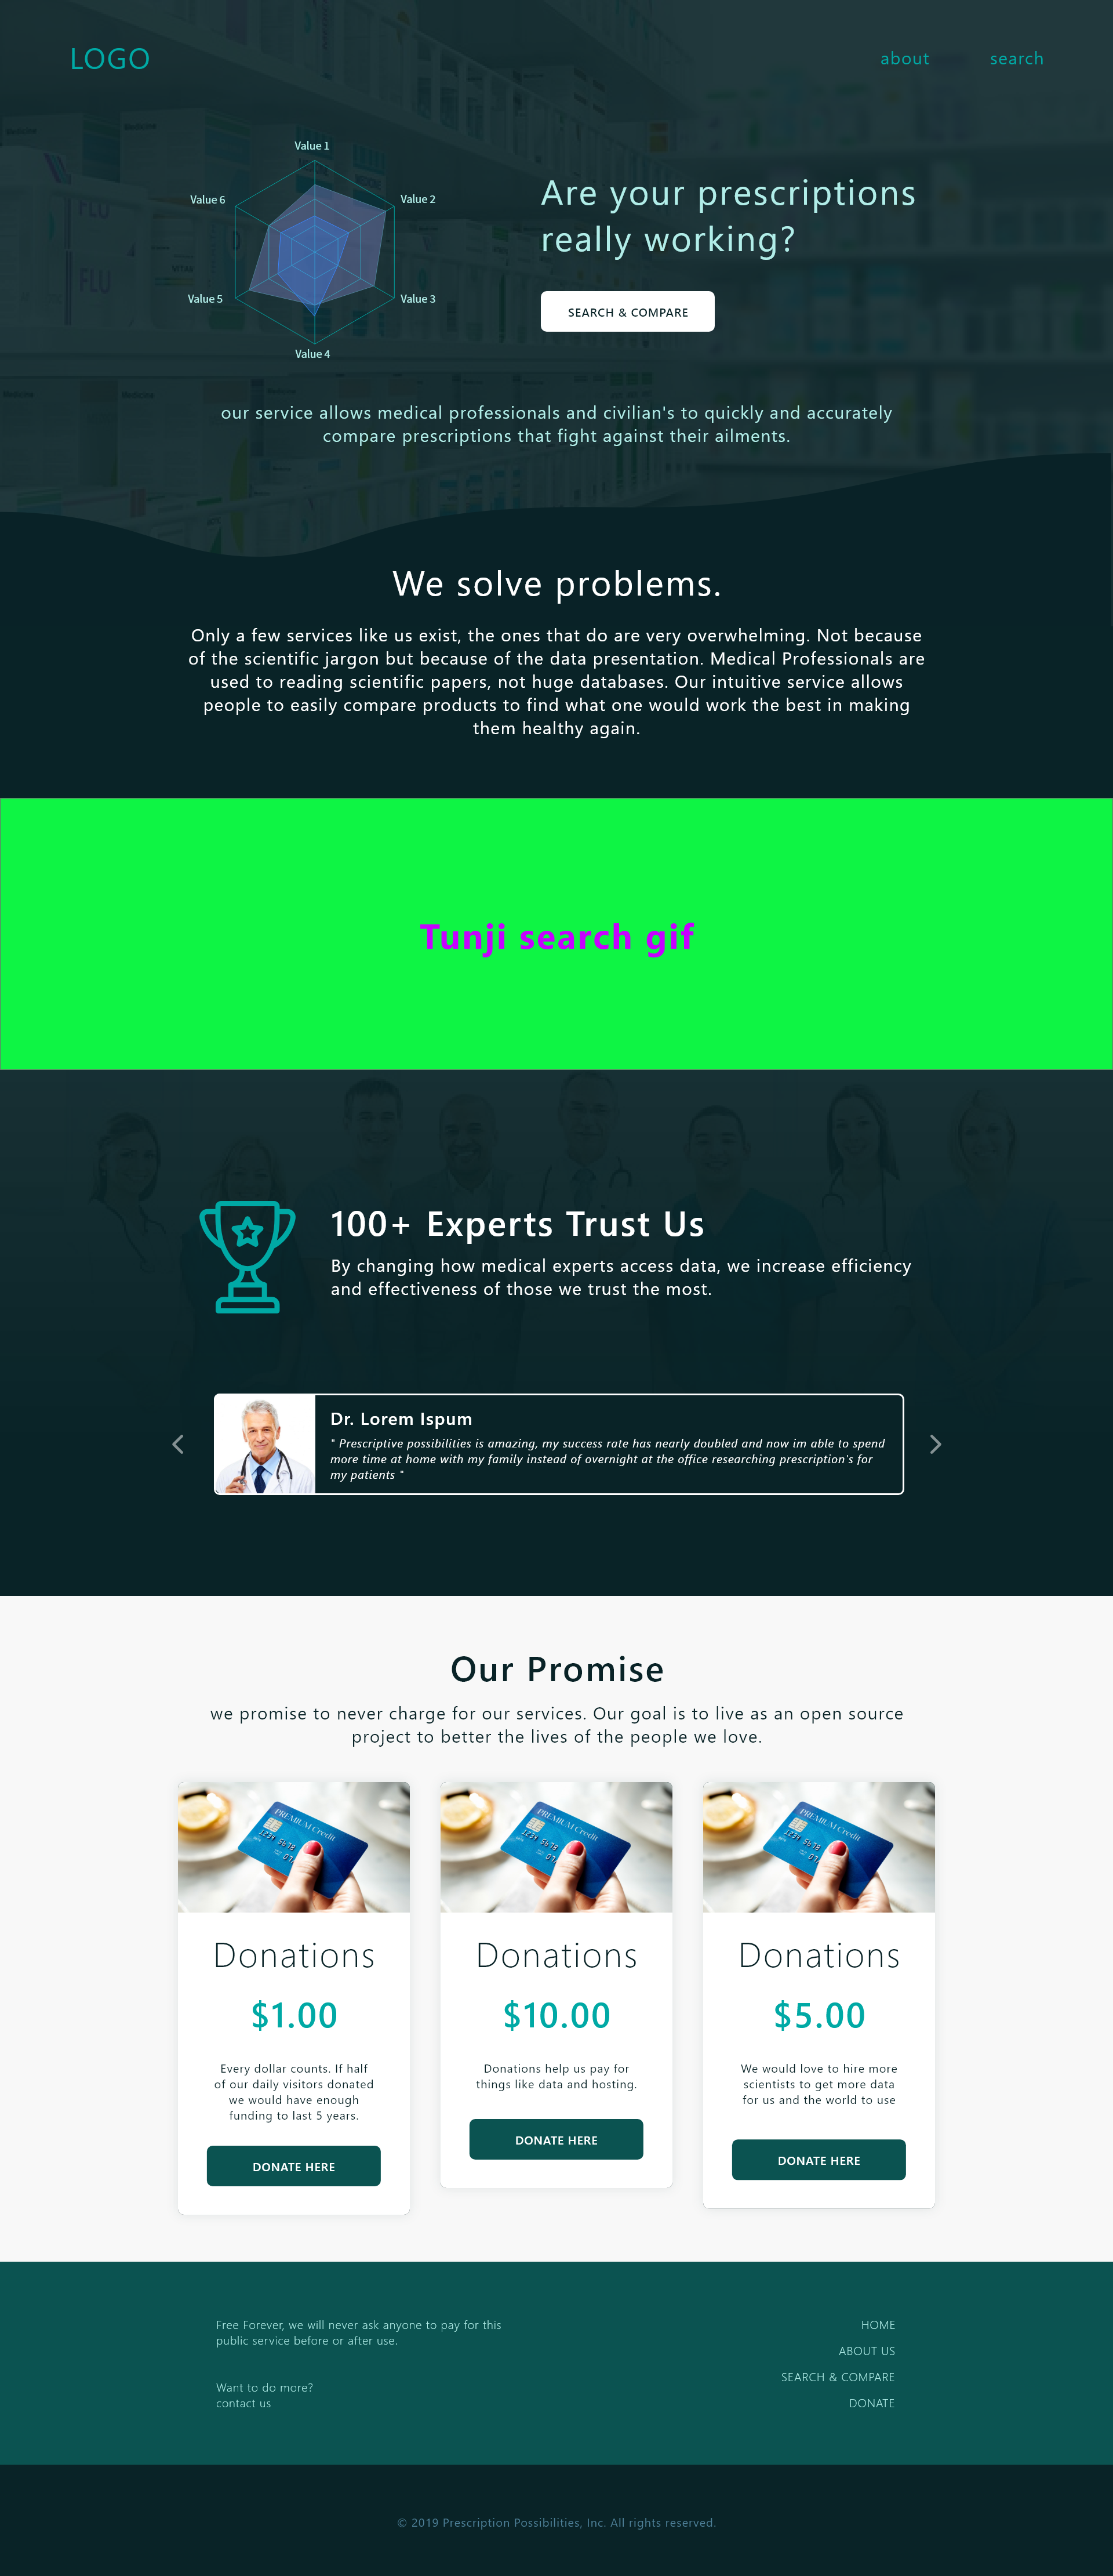 LOGO
about
search
Value 1
Value 6
Value 2
Value 5
Value 3
Value 4
FLU
FLU
Are your prescriptions
really working?
SEARCH & COMPARE
our service allows medical professionals and civilian's to quickly and accurately
compare prescriptions that fight against their ailments.
We solve problems.
Only a few services like us exist, the ones that do are very overwhelming. Not because
of the scientific jargon but because of the data presentation. Medical Professionals are
used to reading scientific papers, not huge databases. Our intuitive service allows
people to easily compare products to find what one would work the best in making
them healthy again.
Tunji search gif
100+ Experts Trust Us
By changing how medical experts access data, we increase efficiency
and effectiveness of those we trust the most.
Dr. Lorem Ispum
" Prescriptive possibilities is amazing, my success rate has nearly doubled and now im able to spend
more time at home with my family instead of overnight at the office researching prescription's for
my patients "
Our Promise
we promise to never charge for our services. Our goal is to live as an open source
project to better the lives of the people we love.
PREMIUM Credit
1234 5678
PREMIUM Credit
1234 5678
PREMIUM Credit
1234 5678
Donations
$1.00
Every dollar counts. If half
of our daily visitors donated
we would have enough
funding to last 5 years.
DONATE HERE
Donations
$10.00
Donations help us pay for
things like data and hosting.
DONATE HERE
Donations
$5.00
We would love to hire more
scientists to get more data
for us and the world to use
DONATE HERE
Free Forever, we will never ask anyone to pay for this
public service before or after use.
Want to do more?
contact us
HOME
ABOUT US
SEARCH & COMPARE
DONATE
© 2019 Prescription Possibilities, Inc. All rights reserved.